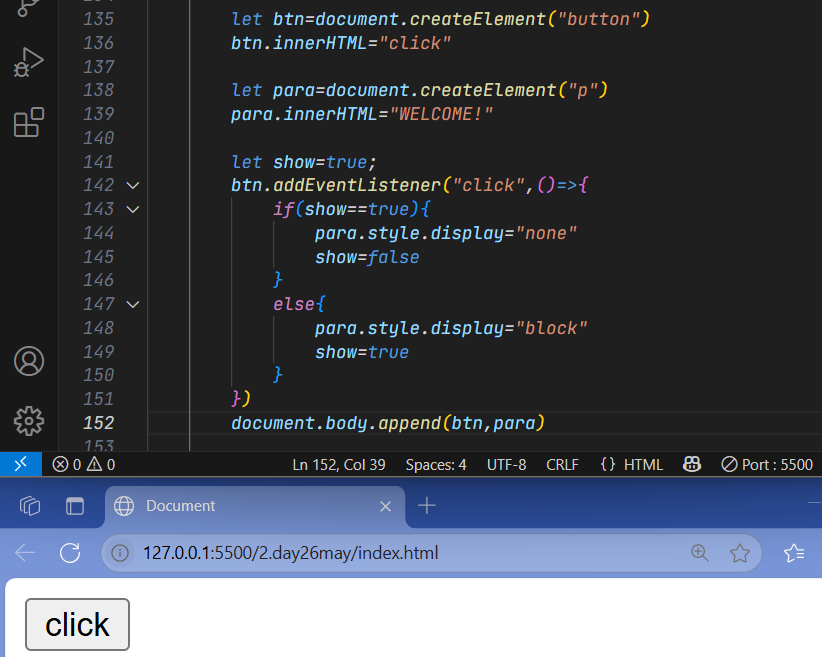 135 let btn=document.createElement("button")
136 btn.innerHTML="click"
137
138 let para=document.createElement("p")
139 para.innerHTML="WELCOME!"
140
141 let show=true;
142 btn.addEventListener("click",()=>{
143 if(show==true){
144 para.style.display="none"
145 show=false
146 }
147 else{
148 para.style.display="block"
149 show=true
150 }
151 })
152 document.body.append(btn,para)
153
0 0 Ln 152, Col 39 Spaces: 4 UTF-8 CRLF {} HTML Port : 5500
Document
127.0.0.1:5500/2.day26may/index.html
click